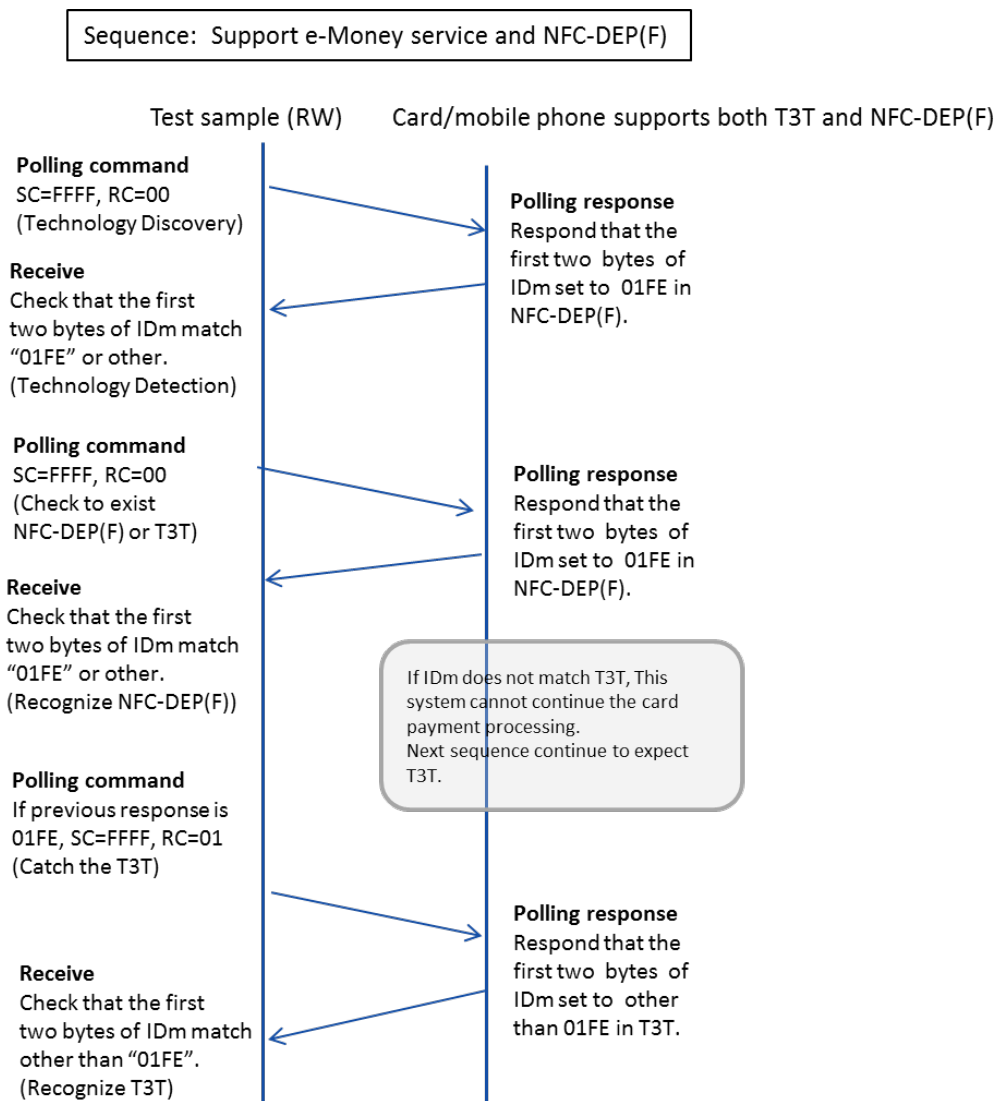 Sequence: Support e-Money service and NFC-DEP(F)
Test sample (RW)
Card/mobile phone supports both T3T and NFC-DEP(F)
Polling command
SC=FFFF, RC=00
(Technology Discovery)
Polling response
Respond that the
first two bytes of
IDm set to 01FE in
NFC-DEP(F).
Receive
Check that the first
two bytes of IDm match
“01FE” or other.
(Technology Detection)
Polling command
SC=FFFF, RC=00
(Check to exist
NFC-DEP(F) or T3T)
Polling response
Respond that the
first two bytes of
IDm set to 01FE in
NFC-DEP(F).
Receive
Check that the first
two bytes of IDm match
“01FE” or other.
(Recognize NFC-DEP(F))
If IDm does not match T3T, This
system cannot continue the card
payment processing.
Next sequence continue to expect
T3T.
Polling command
If previous response is
01FE, SC=FFFF, RC=01
(Catch the T3T)
Polling response
Respond that the
first two bytes of
IDm set to other
than 01FE in T3T.
Receive
Check that the first
two bytes of IDm match
other than “01FE”.
(Recognize T3T)